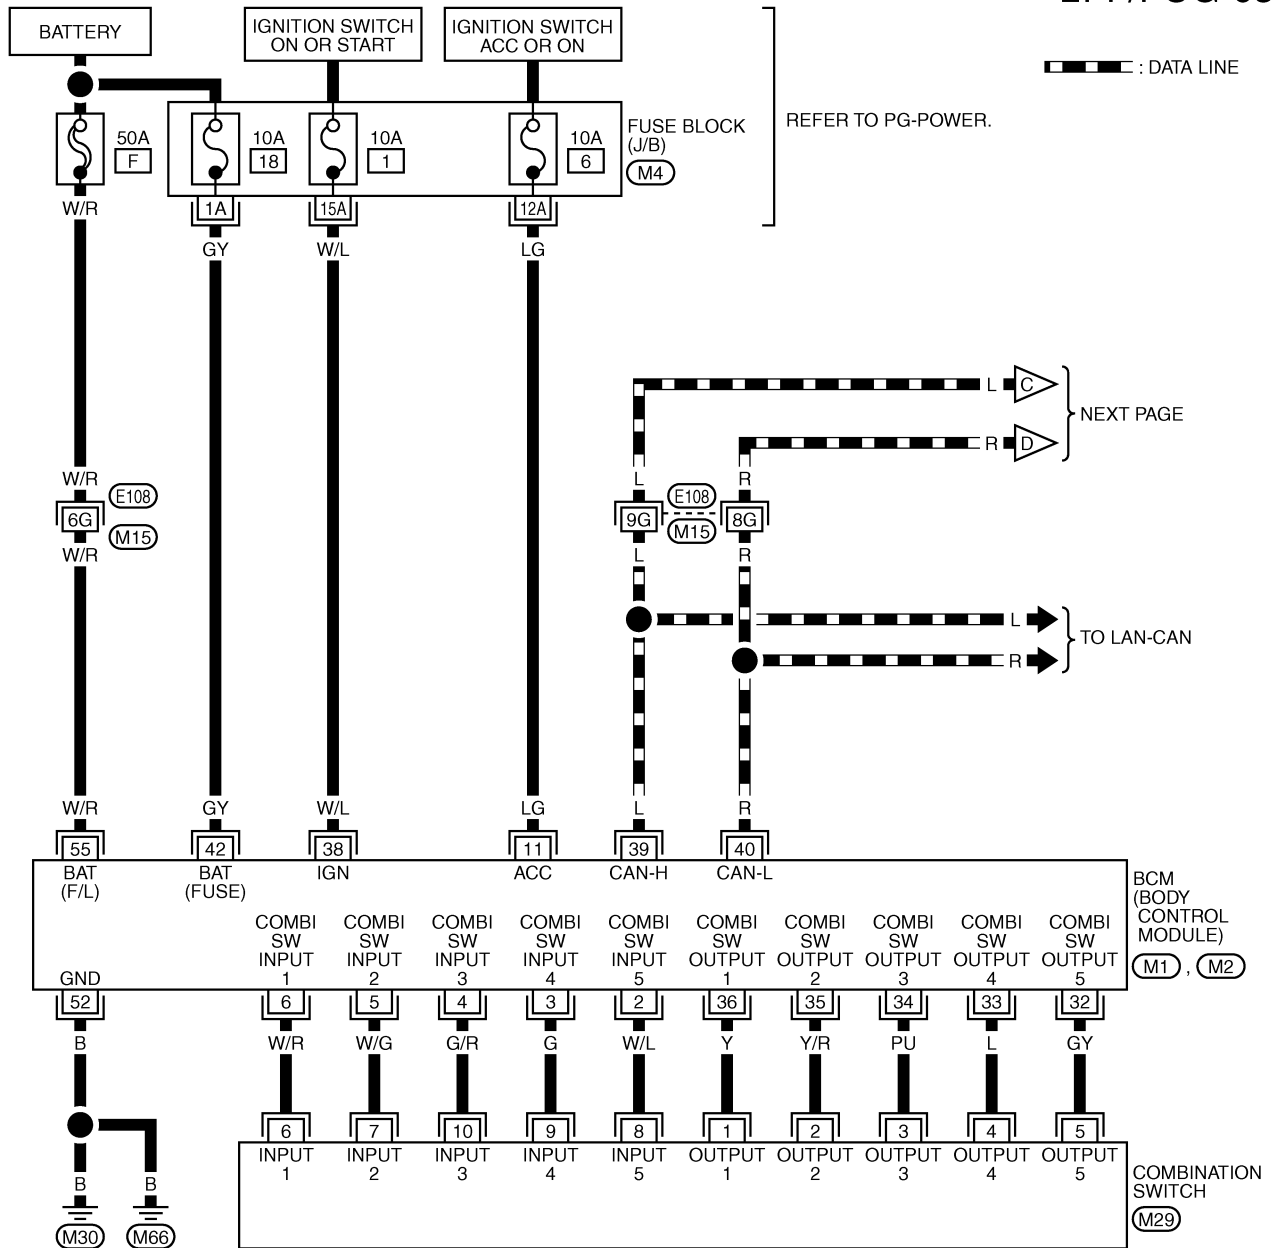 BATTERY
IGNITION SWITCH
ON OR START
IGNITION SWITCH
ACC OR ON
: DATA LINE
REFER TO PG-POWER.
50A
F
10A
18
10A
1
10A
6
FUSE BLOCK
(J/B)
M4
W/R
1A
15A
12A
GY
W/L
LG
L
C
NEXT PAGE
R
D
W/R
E108
6G
M15
W/R
L
E108
R
9G
M15
8G
L
R
L
TO LAN-CAN
R
W/R
GY
W/L
LG
L
R
55
42
38
11
39
40
BAT
(F/L)
BAT
(FUSE)
IGN
ACC
CAN-H
CAN-L
BCM
(BODY
CONTROL
MODULE)
M1 , M2
COMBI
SW
INPUT
1
COMBI
SW
INPUT
2
COMBI
SW
INPUT
3
COMBI
SW
INPUT
4
COMBI
SW
INPUT
5
COMBI
SW
OUTPUT
1
COMBI
SW
OUTPUT
2
COMBI
SW
OUTPUT
3
COMBI
SW
OUTPUT
4
COMBI
SW
OUTPUT
5
GND
52
6
5
4
3
2
36
35
34
33
32
B
W/R
W/G
G/R
G
W/L
Y
Y/R
PU
L
GY
6
7
10
9
8
1
2
3
4
5
INPUT
1
INPUT
2
INPUT
3
INPUT
4
INPUT
5
OUTPUT
1
OUTPUT
2
OUTPUT
3
OUTPUT
4
OUTPUT
5
COMBINATION
SWITCH
M29
B
B
M30
M66